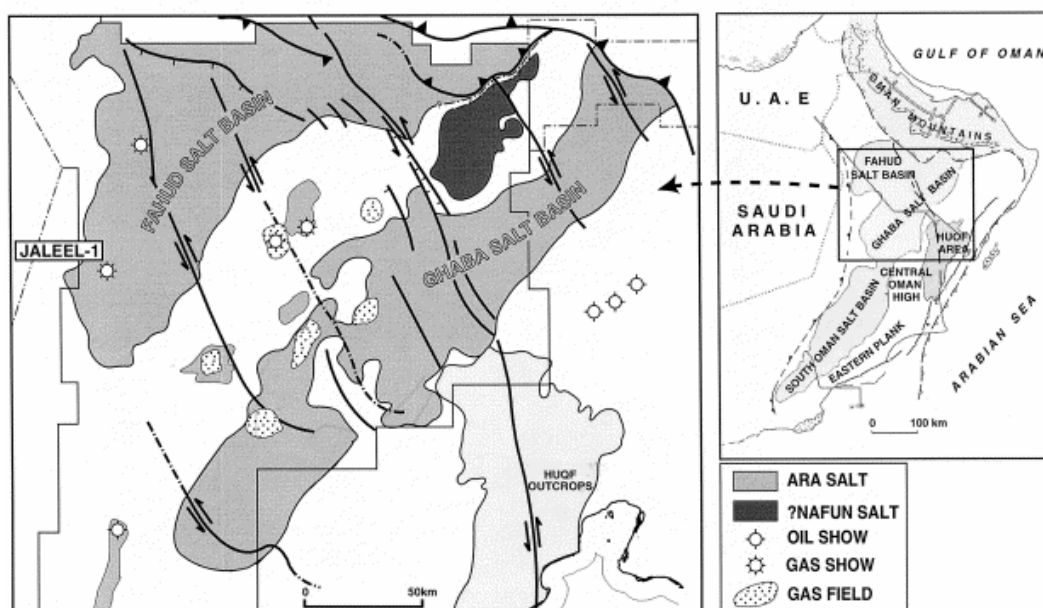 FAHUD SALT BASIN
GHABA SALT BASIN
JALEEL-1
HUQF
OUTCROPS
0 50km
GULF OF OMAN
U. A. E
OMAN MOUNTAINS
FAHUD
SALT BASIN
GHABA SALT BASIN
SAUDI
ARABIA
HUQF
AREA
CENTRAL
OMAN
HIGH
SOUTH OMAN SALT BASIN
EASTERN PLANK
ARABIAN SEA
0 100 km
ARA SALT
?NAFUN SALT
OIL SHOW
GAS SHOW
GAS FIELD